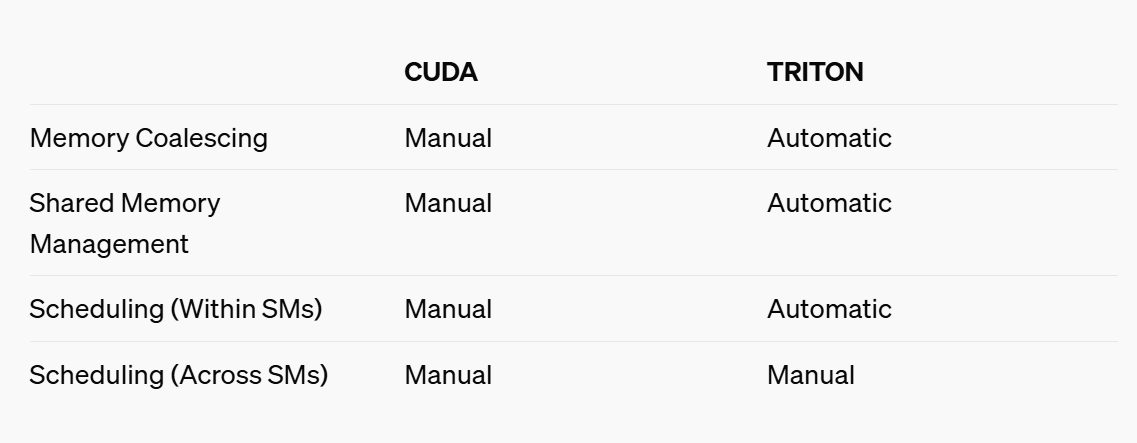 CUDA TRITON
Memory Coalescing Manual Automatic
Shared Memory Manual Automatic
Management
Scheduling (Within SMs) Manual Automatic
Scheduling (Across SMs) Manual Manual